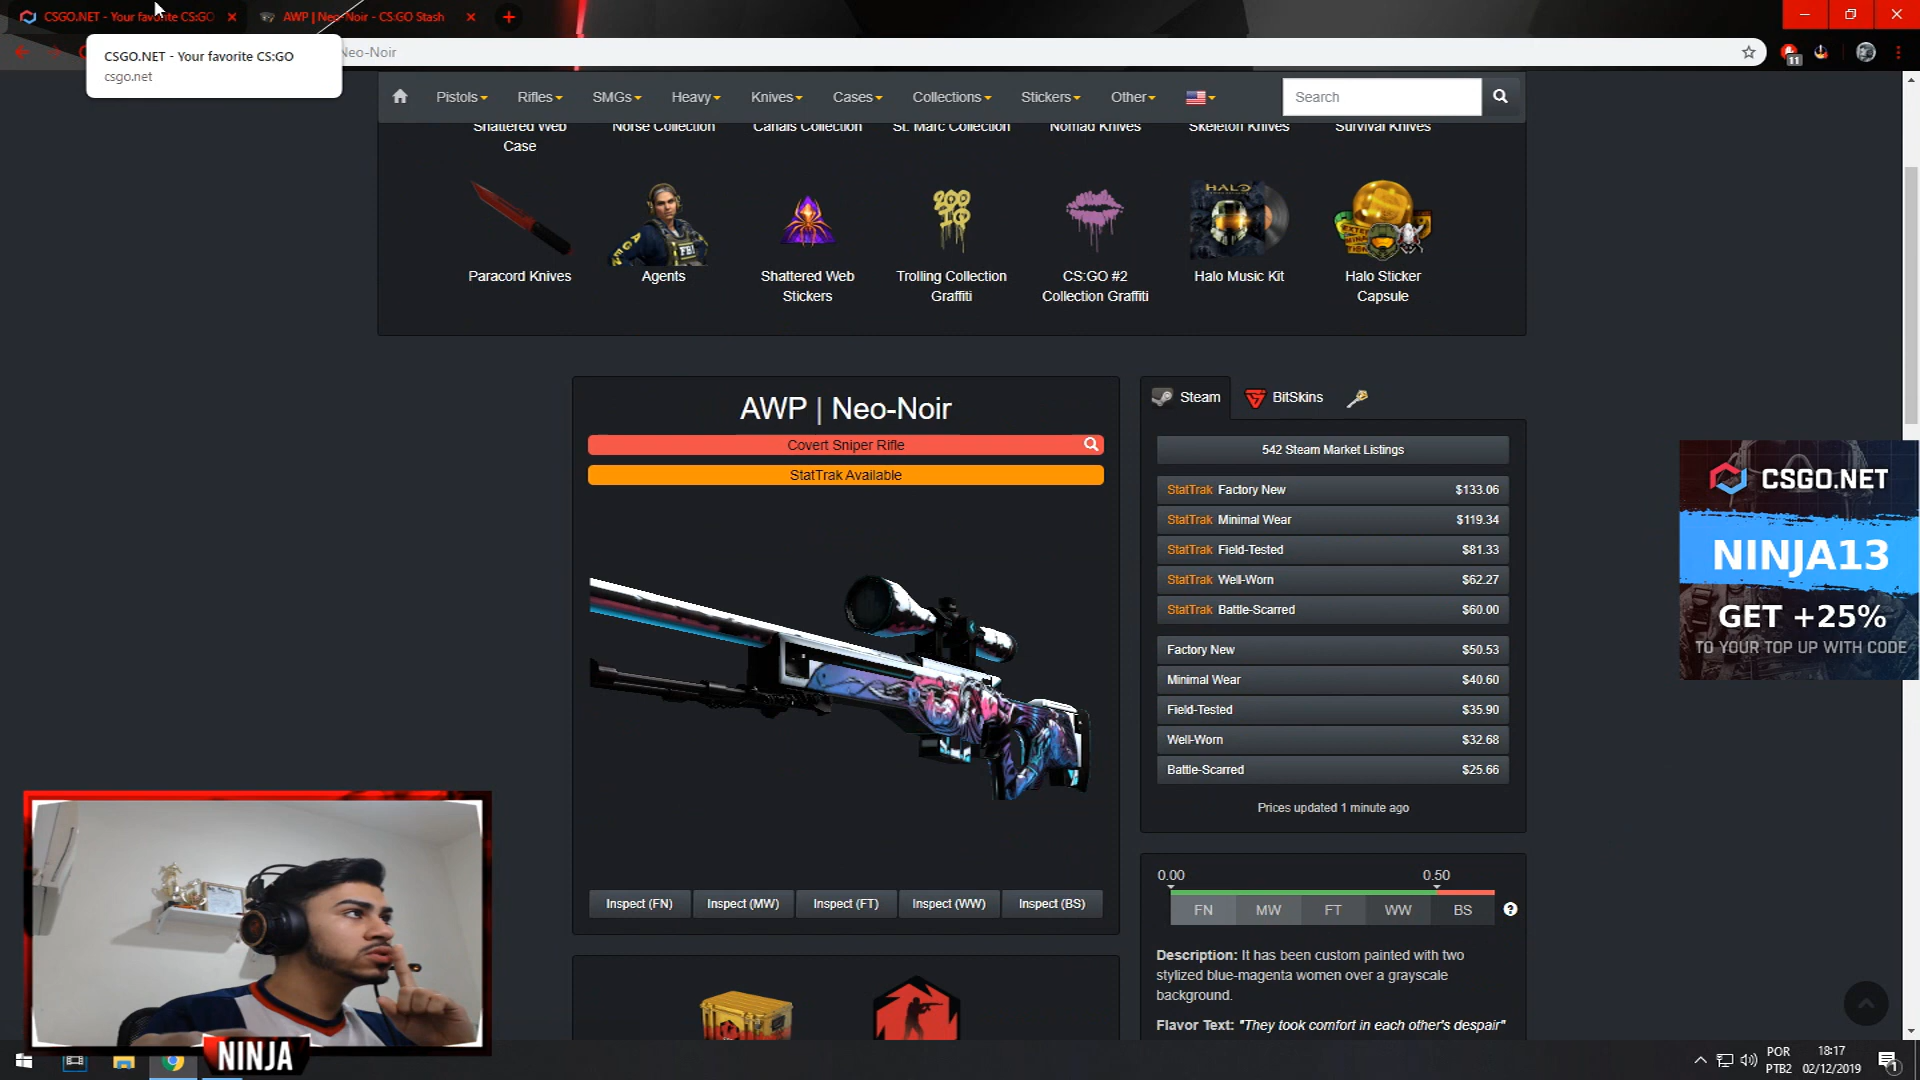 CSGO.NET - Your favorite CS:GO
AWP | Neo-Noir - CS:GO Stash
Neo-Noir
11
CSGO.NET - Your favorite CS:GO
csgo.net
Pistols
Rifles
SMGs
Heavy
Knives
Cases
Collections
Stickers
Other
Search
Shattered Web
Case
Norse Collection
Canals Collection
St. Marc Collection
Nomad Knives
Skeleton Knives
Survival Knives
200
IQ
HALO
FBI
Paracord Knives
Agents
Shattered Web
Stickers
Trolling Collection
Graffiti
CS:GO #2
Collection Graffiti
Halo Music Kit
Halo Sticker
Capsule
AWP | Neo-Noir
Covert Sniper Rifle
StatTrak Available
Inspect (FN)
Inspect (MW)
Inspect (FT)
Inspect (WW)
Inspect (BS)
Steam
BitSkins
542 Steam Market Listings
StatTrak Factory New $133.06
StatTrak Minimal Wear $119.34
StatTrak Field-Tested $81.33
StatTrak Well-Worn $62.27
StatTrak Battle-Scarred $60.00
Factory New $50.53
Minimal Wear $40.60
Field-Tested $35.90
Well-Worn $32.68
Battle-Scarred $25.66
Prices updated 1 minute ago
0.00 0.50
FN MW FT WW BS
Description: It has been custom painted with two
stylized blue-magenta women over a grayscale
background.
Flavor Text: "They took comfort in each other's despair"
CSGO.NET
NINJA13
GET +25%
TO YOUR TOP UP WITH CODE
NINJA
POR
PTB2
18:17
02/12/2019
1